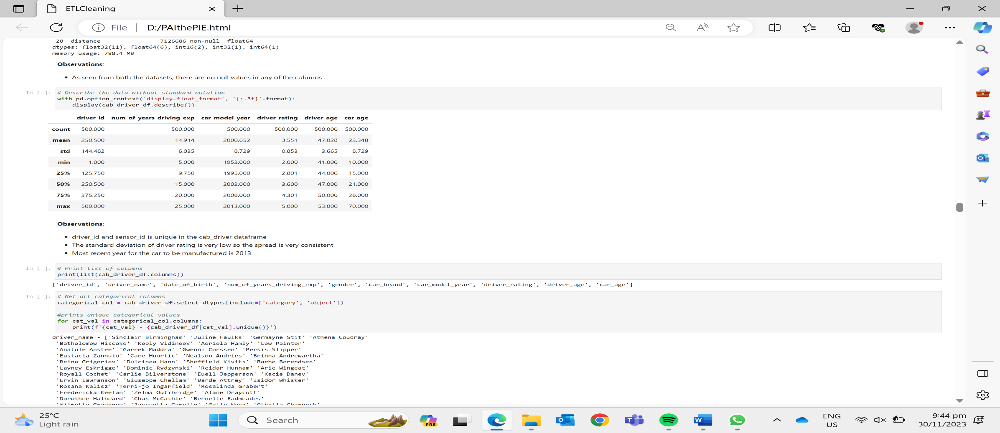 ETLCleaning
File | D:/PAIthePIE.html
20  distance                7126686 non-null  float64
dtypes: float32(11), float64(6), int16(2), int32(1), int64(1)
memory usage: 788.4 MB
Observations:
• As seen from both the datasets, there are no null values in any of the columns
In [ ]: # Describe the data without standard notation
with pd.option_context('display.float_format', '{:.3f}'.format):
    display(cab_driver_df.describe())
driver_id num_of_years_driving_exp car_model_year driver_rating driver_age car_age
count 500.000 500.000 500.000 500.000 500.000 500.000
mean 250.500 14.914 2000.652 3.551 47.028 22.348
std 144.482 6.035 8.729 0.853 3.665 8.729
min 1.000 5.000 1953.000 2.000 41.000 10.000
25% 125.750 9.750 1995.000 2.801 44.000 15.000
50% 250.500 15.000 2002.000 3.600 47.000 21.000
75% 375.250 20.000 2008.000 4.301 50.000 28.000
max 500.000 25.000 2013.000 5.000 53.000 70.000
Observations:
• driver_id and sensor_id is unique in the cab_driver dataframe
• The standard deviation of driver rating is very low so the spread is very consistent
• Most recent year for the car to be manufactured is 2013
In [ ]: # Print list of columns
print(list(cab_driver_df.columns))
['driver_id', 'driver_name', 'date_of_birth', 'num_of_years_driving_exp', 'gender', 'car_brand', 'car_model_year', 'driver_rating', 'driver_age', 'car_age']
In [ ]: # Get all categorical columns
categorical_col = cab_driver_df.select_dtypes(include=['category', 'object'])
#prints unique categorical values
for cat_val in categorical_col.columns:
    print(f'{cat_val} - {cab_driver_df[cat_val].unique()}')
driver_name - ['Sinclair Birmingham' 'Juline Faulks' 'Germayne Stit' 'Athena Coudray'
'Batholomew Hiscoke' 'Keely Vidineev' 'Aeriela Hamly' 'Lew Painter'
'Anatole Anstee' 'Garrek Maddra' 'Gwenni Corssen' 'Persis Slipper'
'Eustacia Zannuto' 'Care Huortic' 'Nealson Andries' 'Brinna Andrewartha'
'Reina Grigoriev' 'Dulcinea Hann' 'Sheffield Kivits' 'Barbe Berendsen'
'Layney Eskrigge' 'Dominic Rydzynski' 'Reidar Hunnam' 'Arie Wingeat'
'Royall Cochet' 'Carlie Bilverstone' 'Euell Jepperson' 'Kacie Danev'
'Ervin Lawranson' 'Giuseppe Chellam' 'Barde Attrey' 'Isidor Whisker'
'Rosana Kalisz' 'Terri-jo Ingarfield' 'Rosalinda Grabert'
'Fredericka Keelan' 'Zelma Outibridge' 'Alane Draycott'
'Dorothee Halbeard' 'Chas McCathie' 'Bernelle Eadmeades'
25°C
Light rain
Search
PRE
ENG
US
9:44 pm
30/11/2023